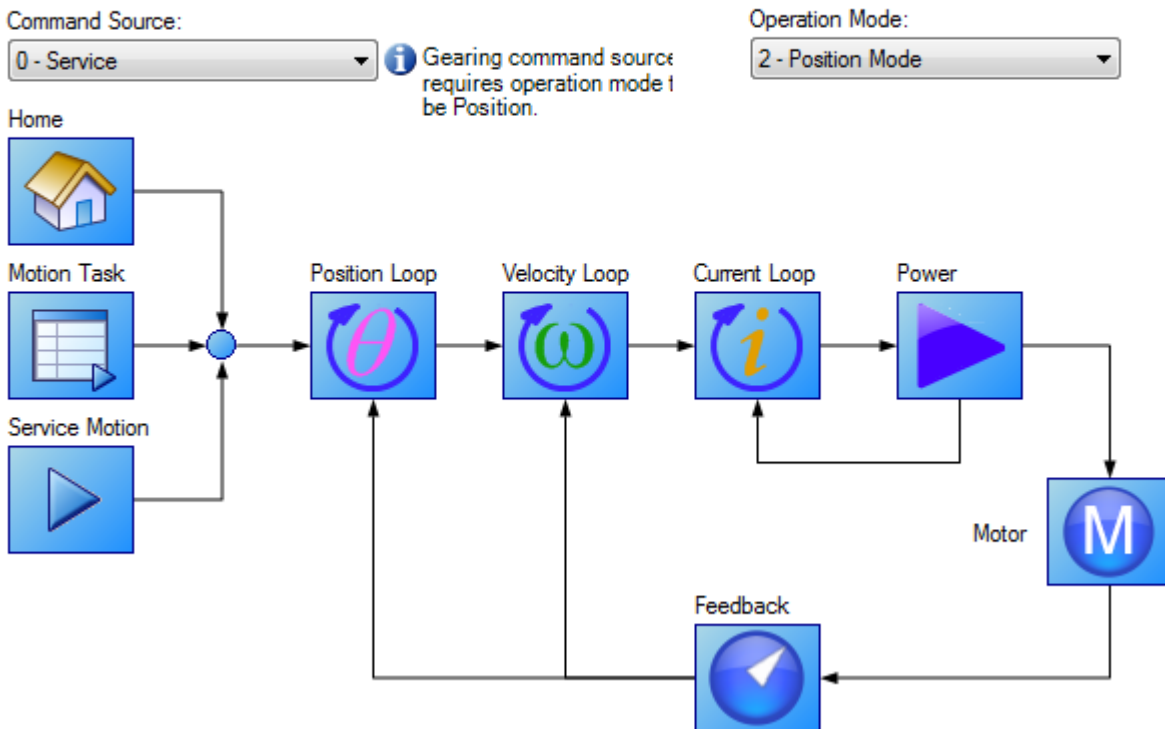 Command Source:
Operation Mode:
0 - Service
2 - Position Mode
Gearing command source
requires operation mode
be Position.
Home
Motion Task
Position Loop
Velocity Loop
Current Loop
Power
θ
ω
i
Service Motion
Motor
M
Feedback